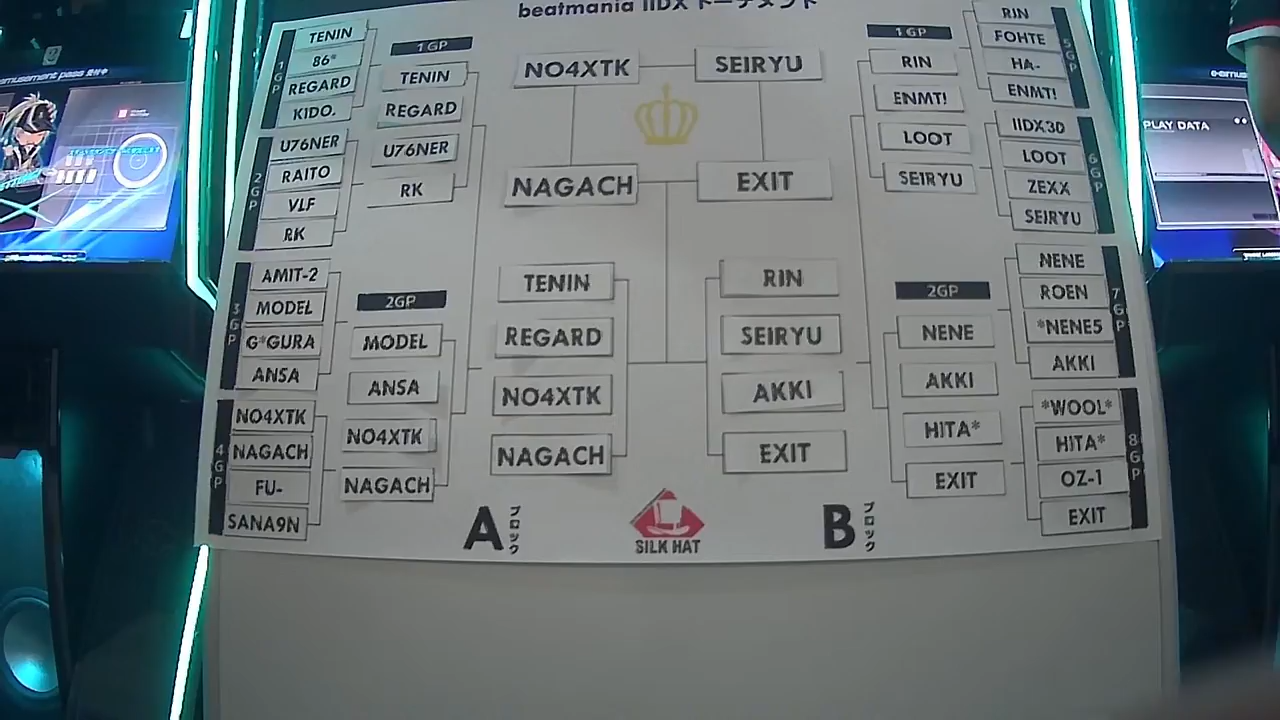 beatmania IIDX トーナメント
1GP
TENIN
86*
REGARD
KIDO.
2GP
U76NER
RAITO
VLF
RK
3GP
AMIT-2
MODEL
G*GURA
ANSA
4GP
NO4XTK
NAGACH
FU-
SANA9N
1GP
TENIN
REGARD
U76NER
RK
2GP
MODEL
ANSA
NO4XTK
NAGACH
NO4XTK
SEIRYU
NAGACH
EXIT
TENIN
REGARD
NO4XTK
NAGACH
RIN
SEIRYU
AKKI
EXIT
A ブロック
SILK HAT
B ブロック
1GP
RIN
ENMT!
LOOT
SEIRYU
2GP
NENE
AKKI
HITA*
EXIT
5GP
RIN
FOHTE
HA-
ENMT!
6GP
IIDX30
LOOT
ZEXX
SEIRYU
7GP
NENE
ROEN
*NENE5
AKKI
8GP
*WOOL*
HITA*
OZ-1
EXIT
PLAY DATA